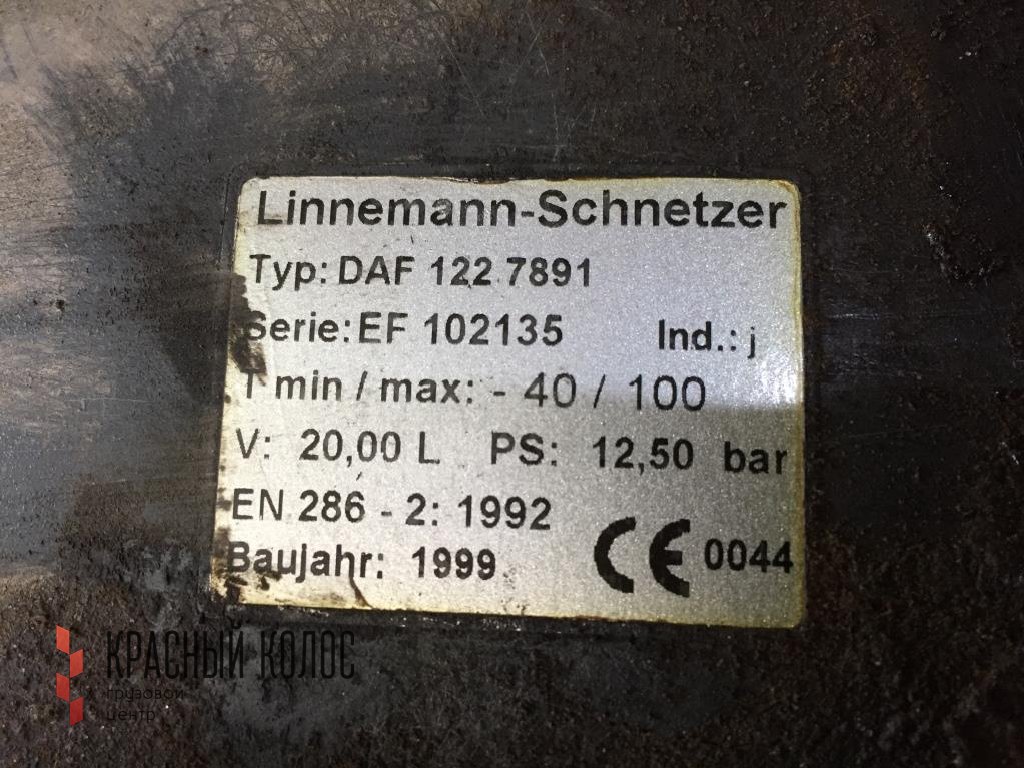 Linnemann-Schnetzer
Typ: DAF 122 7891
Serie: EF 102135 Ind.: j
T min / max: - 40 / 100
V: 20,00 L PS: 12,50 bar
EN 286 - 2: 1992
Baujahr: 1999 CE 0044
КРАСНЫЙ КОЛОС
грузовой
центр